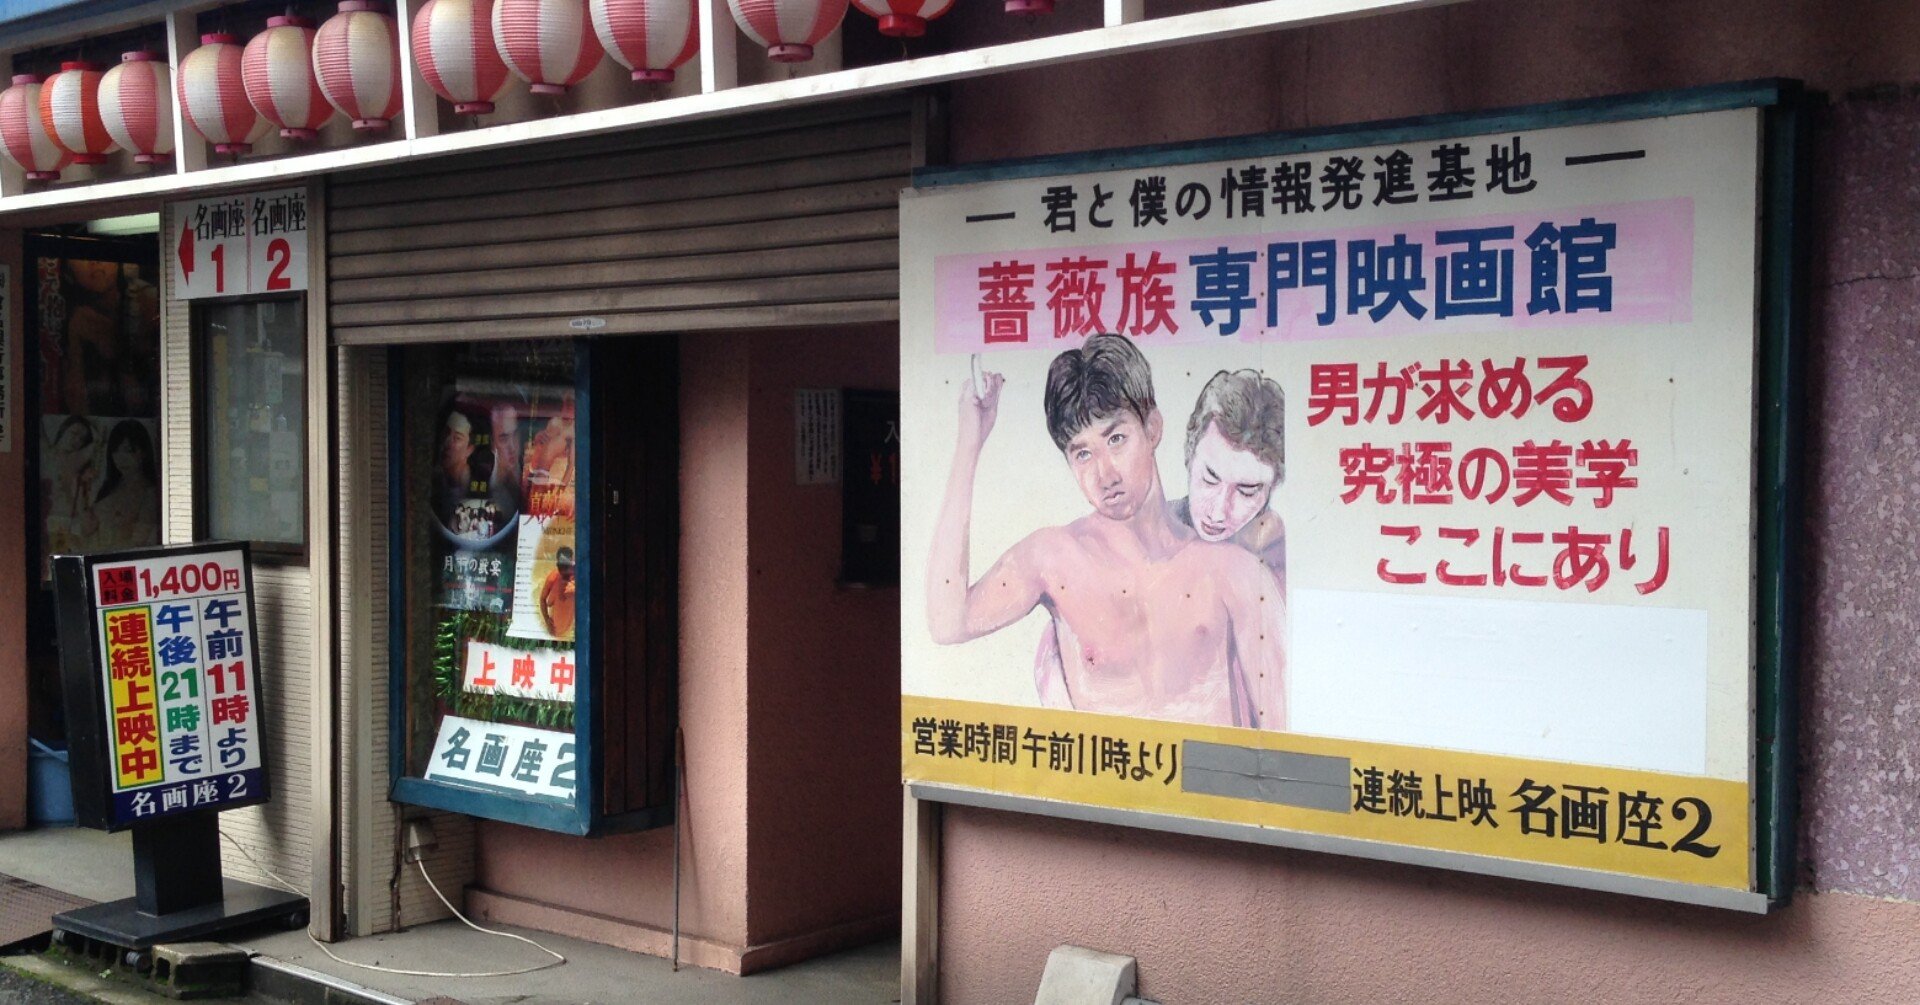 名画座 名画座
1 2
入場料金 1,400円
午前11時より
午後21時まで
連続上映中
名画座2
月下の歓宴
上映中
名画座2
— 君と僕の情報発進基地 —
薔薇族専門映画館
男が求める
究極の美学
ここにあり
営業時間午前11時より 連続上映 名画座2